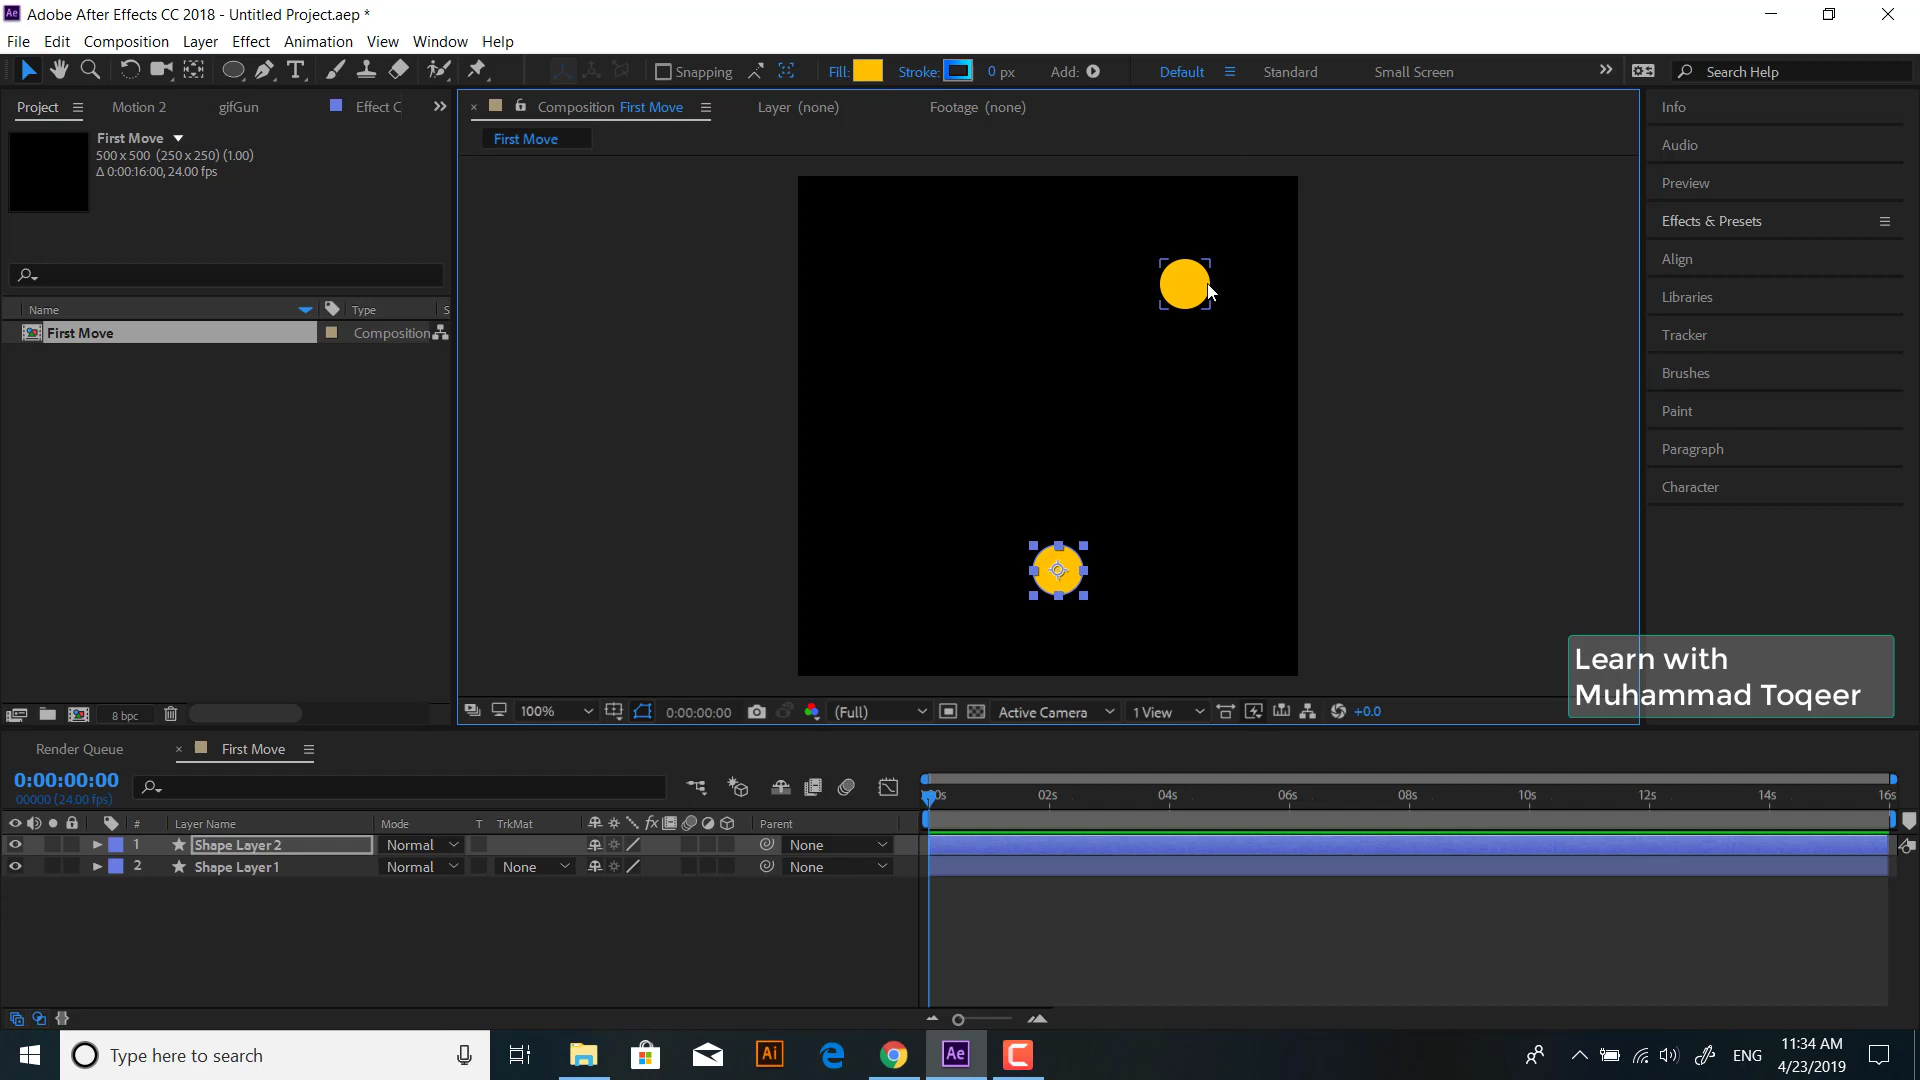 Ae Adobe After Effects CC 2018 - Untitled Project.aep *
File Edit Composition Layer Effect Animation View Window Help
Snapping Fill: Stroke: 0 px Add: Default Standard Small Screen Search Help
Project Motion 2 gifGun Effect C
Composition First Move Layer (none) Footage (none)
First Move
First Move
500 x 500 (250 x 250) (1.00)
Δ 0:00:16:00, 24.00 fps
Name Type S
First Move Composition
8 bpc
100% 0:00:00:00 (Full) Active Camera 1 View +0.0
Info
Audio
Preview
Effects & Presets
Align
Libraries
Tracker
Brushes
Paint
Paragraph
Character
Learn with
Muhammad Toqeer
Render Queue First Move
0:00:00:00
00000 (24.00 fps)
02s 04s 06s 08s 10s 12s 14s 16s
# Layer Name Mode T TrkMat fx Parent
1 Shape Layer 2 Normal None
2 Shape Layer 1 Normal None None
Type here to search Ai Ae ENG 11:34 AM
4/23/2019